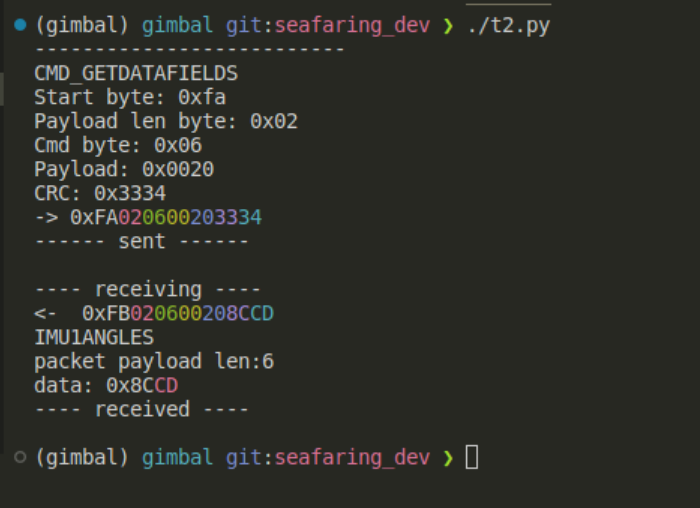 (gimbal) gimbal git:seafaring_dev ❯ ./t2.py
--------------------------
CMD_GETDATAFIELDS
Start byte: 0xfa
Payload len byte: 0x02
Cmd byte: 0x06
Payload: 0x0020
CRC: 0x3334
-> 0xFA020600203334
------ sent ------
---- receiving ----
<-  0xFB020600208CCD
IMU1ANGLES
packet payload len:6
data: 0x8CCD
---- received ----
(gimbal) gimbal git:seafaring_dev ❯